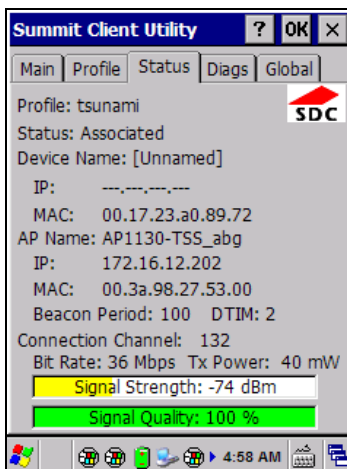 Summit Client Utility ? OK ×
Main Profile Status Diags Global
Profile: tsunami
SDC
Status: Associated
Device Name: [Unnamed]
IP: ---.---.---.---
MAC: 00.17.23.a0.89.72
AP Name: AP1130-TSS_abg
IP: 172.16.12.202
MAC: 00.3a.98.27.53.00
Beacon Period: 100 DTIM: 2
Connection Channel: 132
Bit Rate: 36 Mbps Tx Power: 40 mW
Signal Strength: -74 dBm
Signal Quality: 100 %
4:58 AM